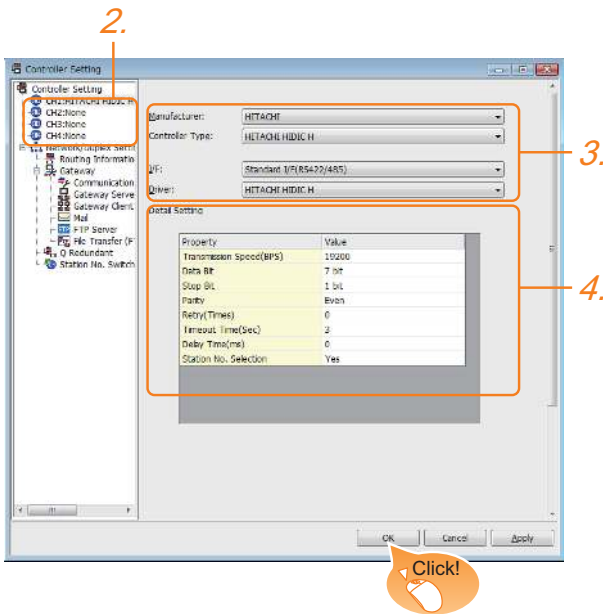 2.
Controller Setting
Controller Setting
CH1:HITACHI HIDIC H
CH2:None
CH3:None
CH4:None
Network/Duplex Setti
Routing Informatio
Gateway
Communication
Gateway Serve
Gateway Client
Mail
FTP Server
File Transfer (F
Q Redundant
Station No. Switch
Manufacturer: HITACHI
Controller Type: HITACHI HIDIC H
I/F: Standard I/F(RS422/485)
Driver: HITACHI HIDIC H
3.
Detail Setting
Property Value
Transmission Speed(BPS) 19200
Data Bit 7 bit
Stop Bit 1 bit
Parity Even
Retry(Times) 0
Timeout Time(Sec) 3
Delay Time(ms) 0
Station No. Selection Yes
4.
OK Cancel Apply
Click!